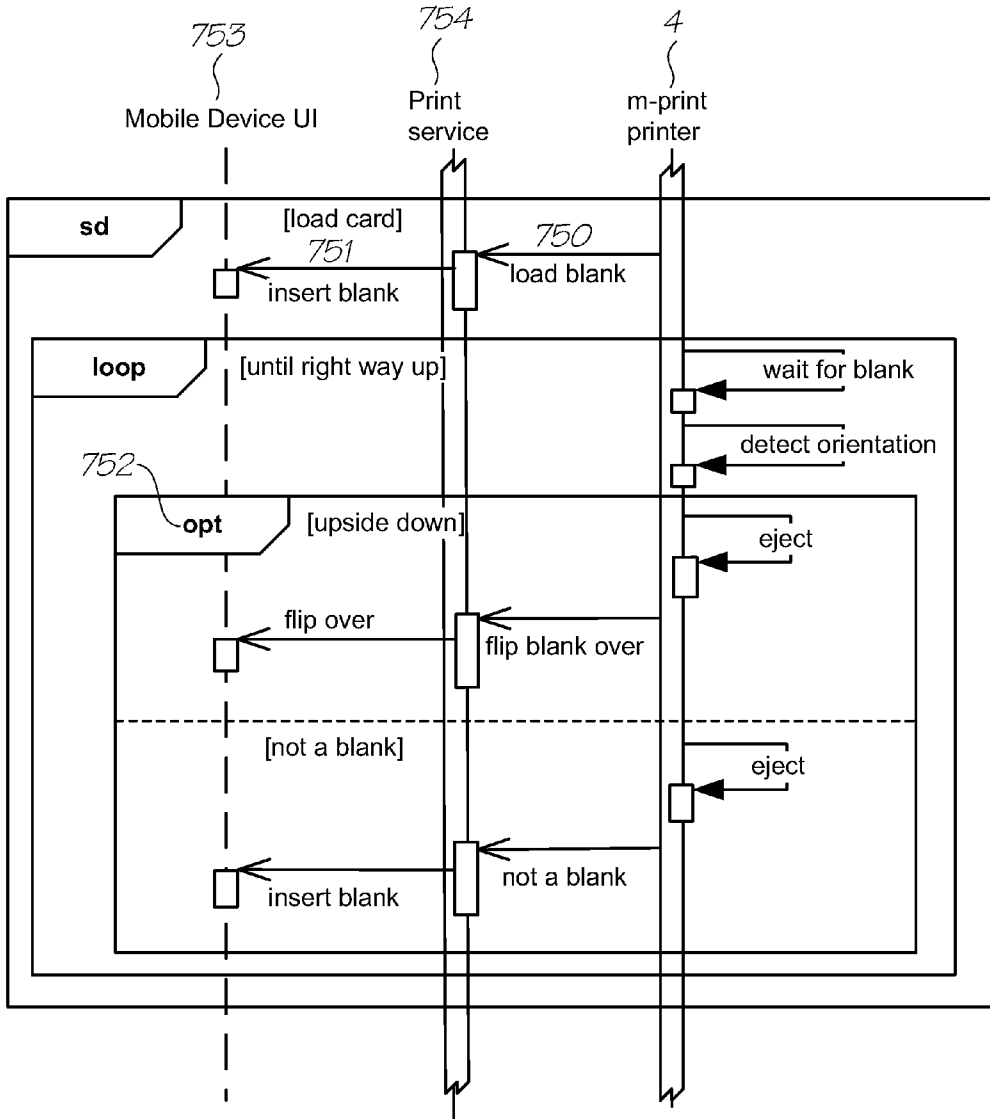 753
754
4
Mobile Device UI
Print
service
m-print
printer
sd
[load card]
751
750
insert blank
load blank
loop
[until right way up]
wait for blank
detect orientation
752
opt
[upside down]
eject
flip over
flip blank over
[not a blank]
eject
insert blank
not a blank